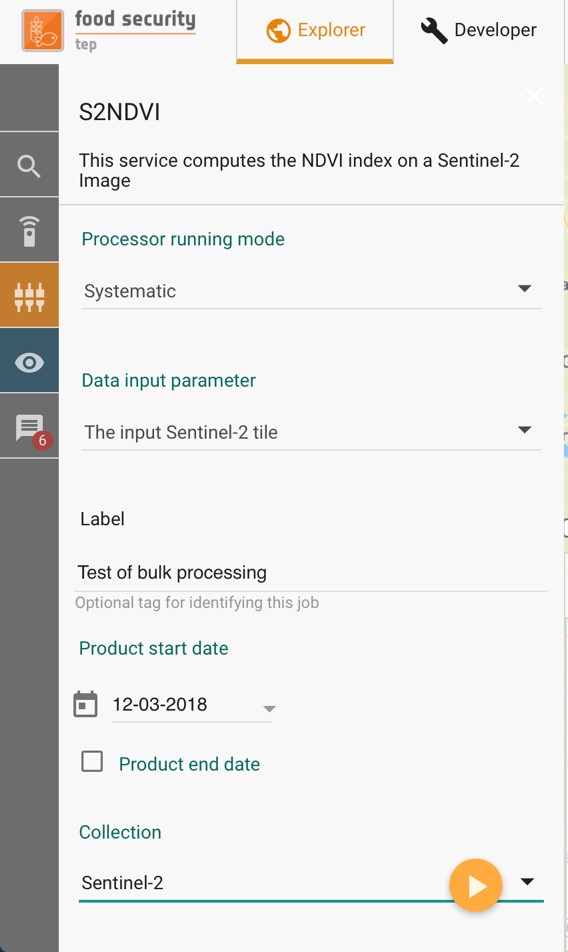 food security
tep
Explorer
Developer
S2NDVI
This service computes the NDVI index on a Sentinel-2
Image
Processor running mode
Systematic
Data input parameter
The input Sentinel-2 tile
6
Label
Test of bulk processing
Optional tag for identifying this job
Product start date
12-03-2018
Product end date
Collection
Sentinel-2